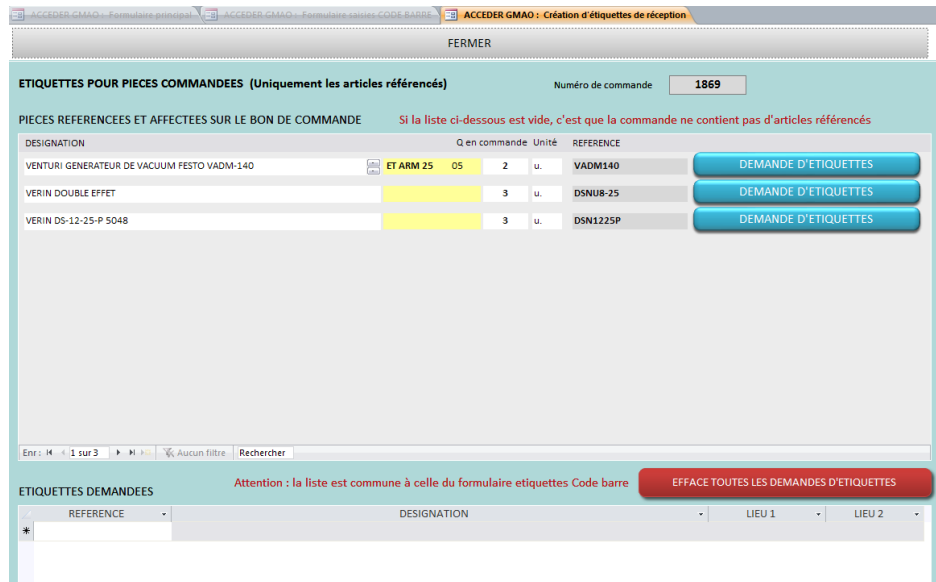 ACCEDER GMAO : Formulaire principal ACCEDER GMAO : Formulaire saisies CODE BARRE ACCEDER GMAO : Création d'étiquettes de réception
FERMER
ETIQUETTES POUR PIECES COMMANDEES (Uniquement les articles référencés) Numéro de commande 1869
PIECES REFERENCEES ET AFFECTEES SUR LE BON DE COMMANDE Si la liste ci-dessous est vide, c'est que la commande ne contient pas d'articles référencés
DESIGNATION Q en commande Unité REFERENCE
VENTURI GENERATEUR DE VACUUM FESTO VADM-140 ET ARM 25 05 2 u. VADM140 DEMANDE D'ETIQUETTES
VERIN DOUBLE EFFET 3 u. DSNU8-25 DEMANDE D'ETIQUETTES
VERIN DS-12-25-P 5048 3 u. DSN1225P DEMANDE D'ETIQUETTES
Enr : 1 sur 3 Aucun filtre Rechercher
ETIQUETTES DEMANDEES Attention : la liste est commune à celle du formulaire etiquettes Code barre EFFACE TOUTES LES DEMANDES D'ETIQUETTES
REFERENCE DESIGNATION LIEU 1 LIEU 2